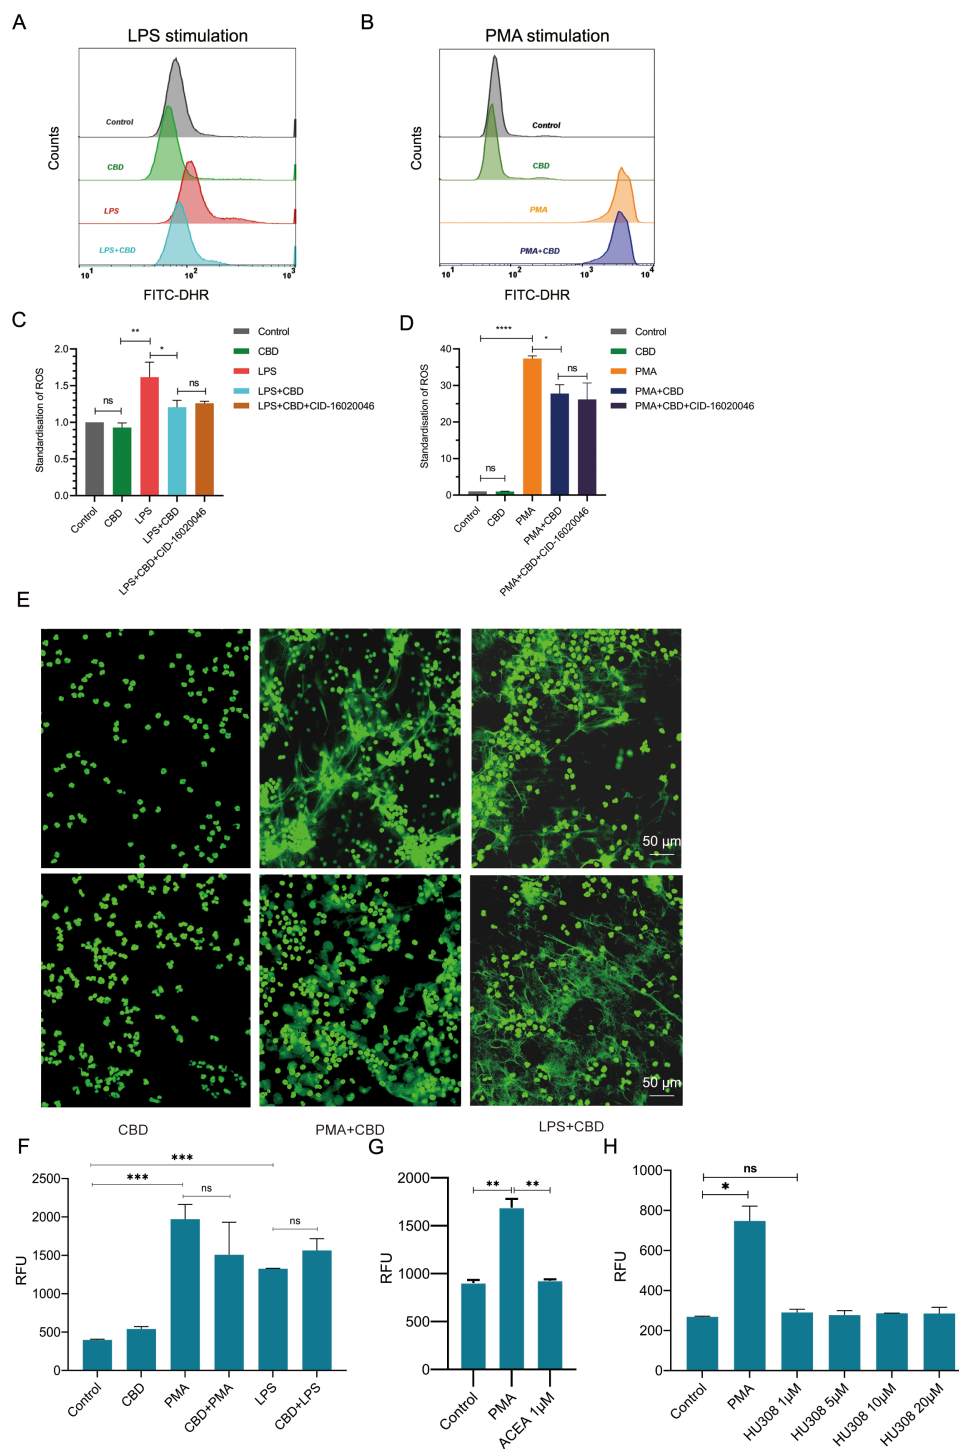 A
B
LPS stimulation
PMA stimulation
Counts
Control
CBD
LPS
LPS+CBD
10¹
10²
10³
FITC-DHR
Counts
Control
CBD
PMA
PMA+CBD
10¹
10²
10³
10⁴
FITC-DHR
C
Standardisation of ROS
2.0
1.5
1.0
0.5
0.0
ns
**
*
ns
Control
CBD
LPS
LPS+CBD
LPS+CBD+CID-16020046
Control
CBD
LPS
LPS+CBD
LPS+CBD+CID-16020046
D
Standardisation of ROS
40
30
20
10
0
ns
****
*
ns
Control
CBD
PMA
PMA+CBD
PMA+CBD+CID-16020046
Control
CBD
PMA
PMA+CBD
PMA+CBD+CID-16020046
E
50 µm
50 µm
CBD
PMA+CBD
LPS+CBD
F
RFU
2500
2000
1500
1000
500
0
***
***
ns
ns
Control
CBD
PMA
CBD+PMA
LPS
CBD+LPS
G
RFU
2000
1500
1000
500
0
**
**
Control
PMA
ACEA 1µM
H
RFU
1000
800
600
400
200
0
ns
*
Control
PMA
HU308 1µM
HU308 5µM
HU308 10µM
HU308 20µM